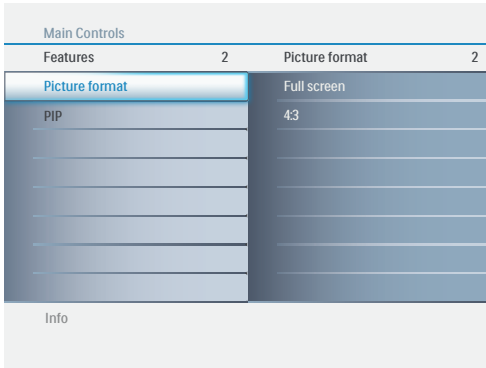 Main Controls
Features 2 Picture format 2
Picture format Full screen
PIP 4:3
Info